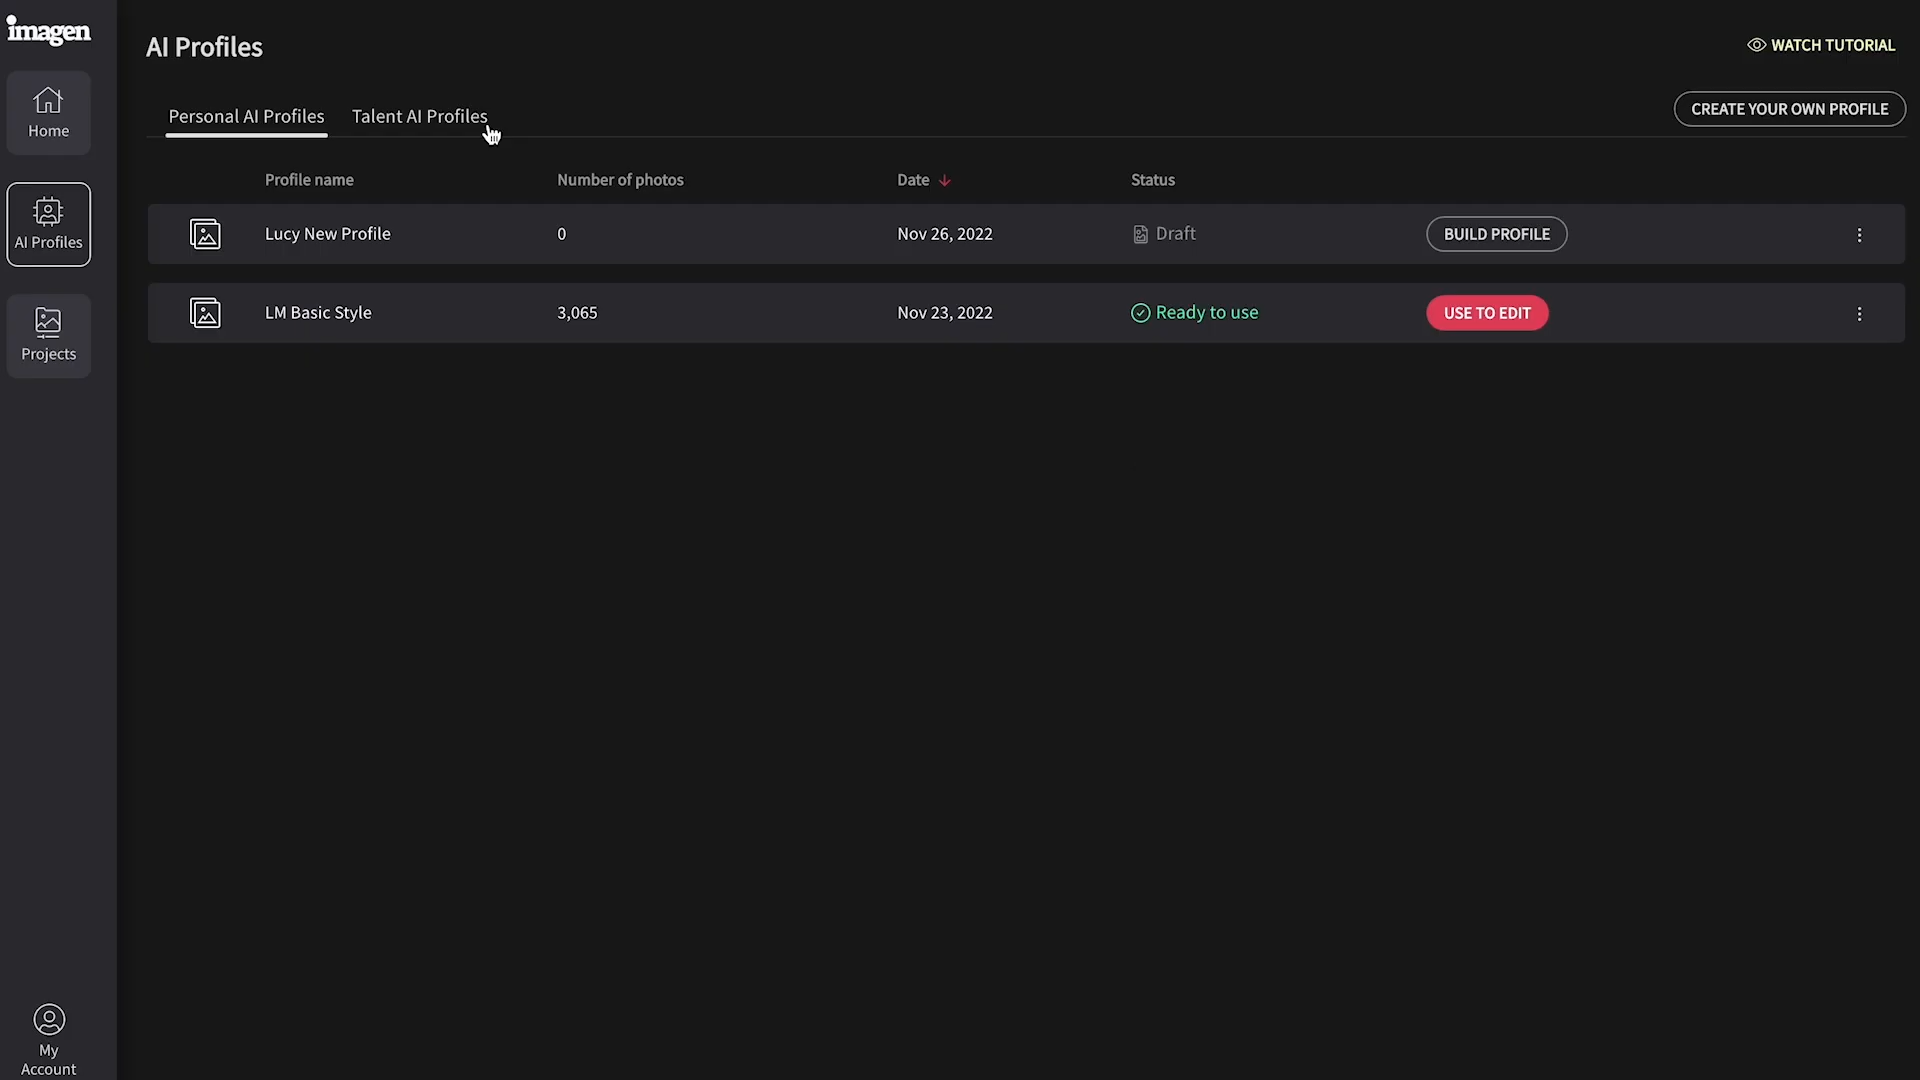 imagen
Home
AI Profiles
Projects
My
Account
AI Profiles
WATCH TUTORIAL
Personal AI Profiles
Talent AI Profiles
CREATE YOUR OWN PROFILE
Profile name
Number of photos
Date
Status
Lucy New Profile
0
Nov 26, 2022
Draft
BUILD PROFILE
LM Basic Style
3,065
Nov 23, 2022
Ready to use
USE TO EDIT